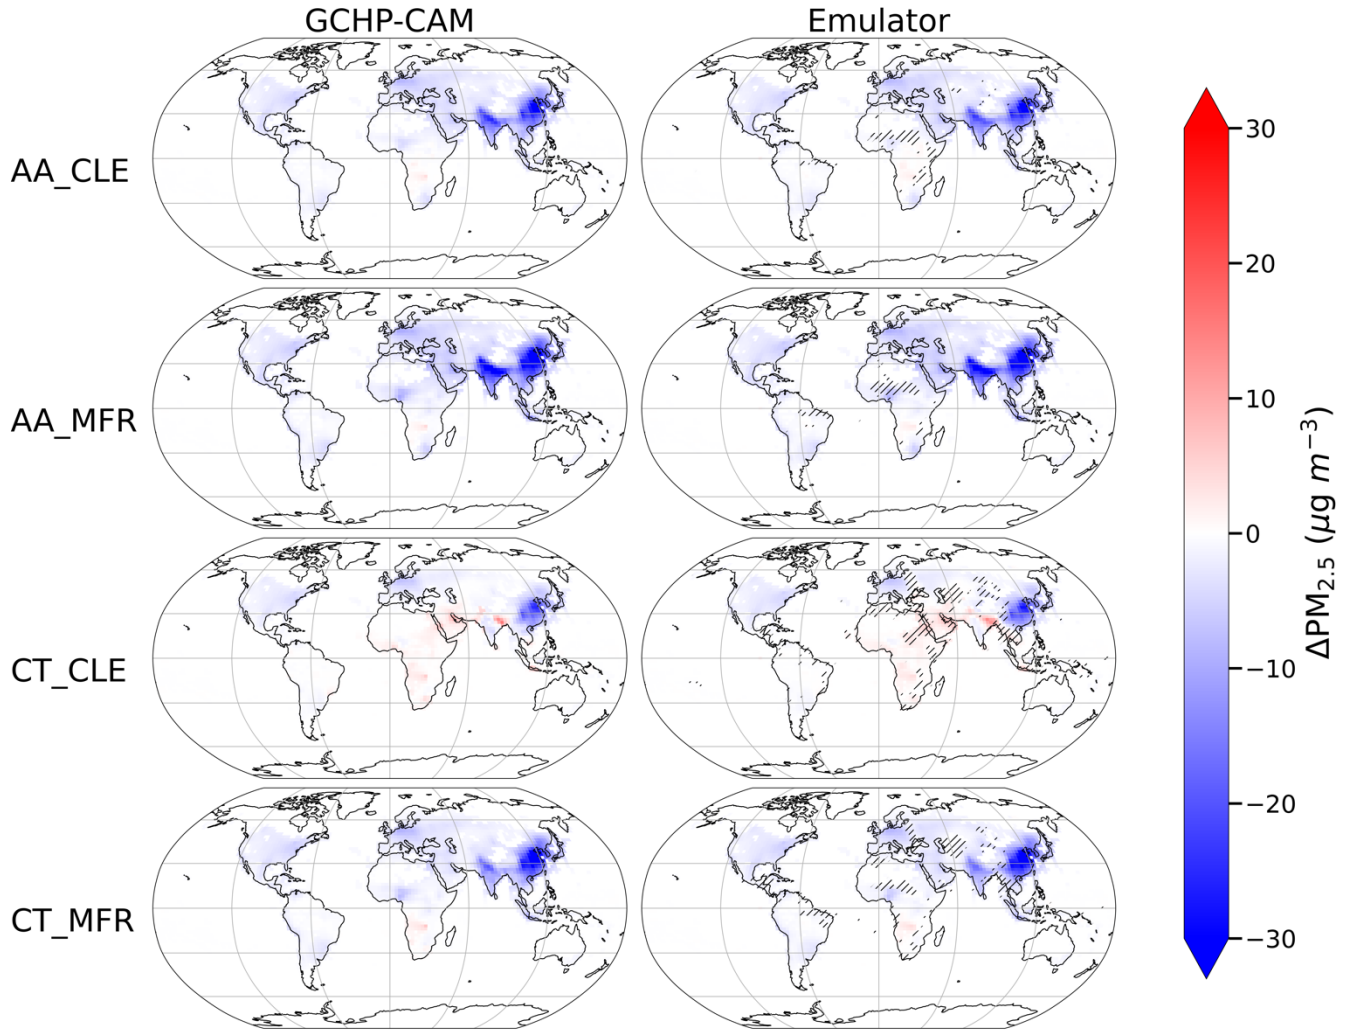 GCHP-CAM Emulator
AA_CLE
AA_MFR
CT_CLE
CT_MFR
30
20
10
0
−10
−20
−30
ΔPM₂.₅ (μg m⁻³)